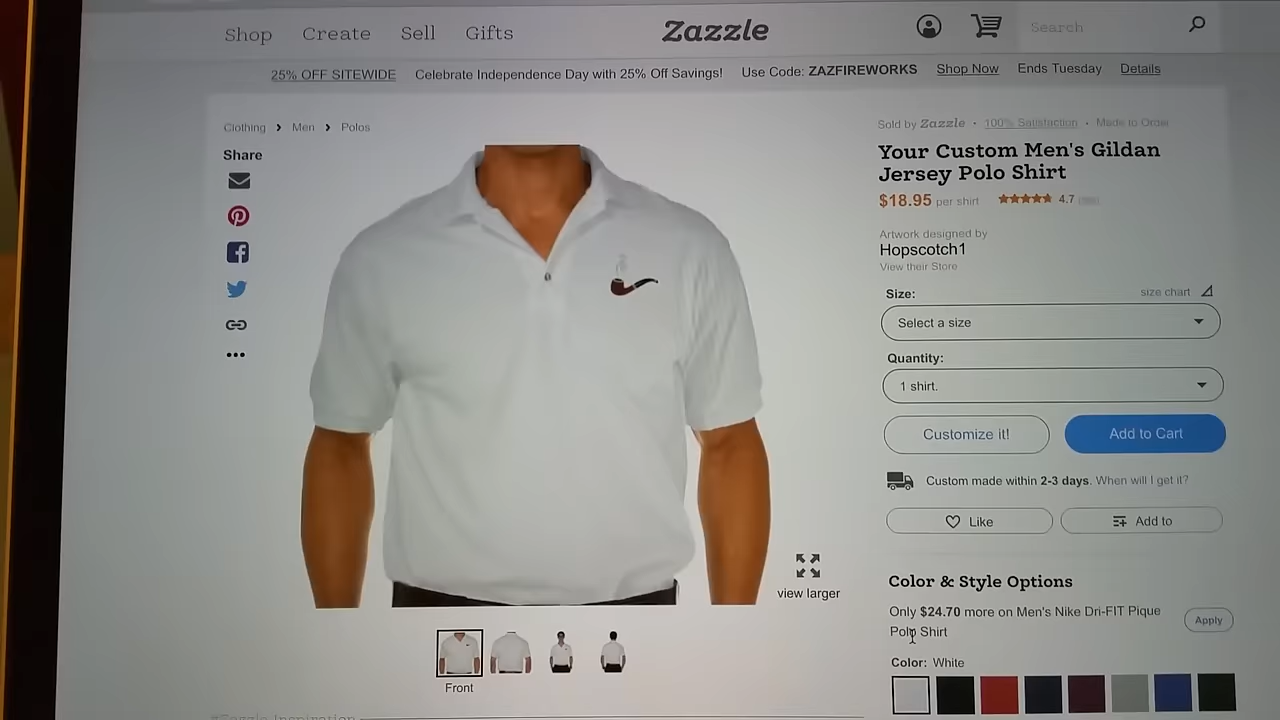 Shop Create Sell Gifts
Zazzle
Search
25% OFF SITEWIDE Celebrate Independence Day with 25% Off Savings! Use Code: ZAZFIREWORKS Shop Now Ends Tuesday Details
Clothing > Men > Polos
Share
Sold by Zazzle · 100% Satisfaction · Made to Order
Your Custom Men's Gildan
Jersey Polo Shirt
$18.95 per shirt 4.7
Artwork designed by
Hopscotch1
View their Store
Size: size chart
Select a size
Quantity:
1 shirt.
Customize it! Add to Cart
Custom made within 2-3 days. When will I get it?
Like Add to
view larger
Front
Color & Style Options
Only $24.70 more on Men's Nike Dri-FIT Pique
Polo Shirt
Apply
Color: White